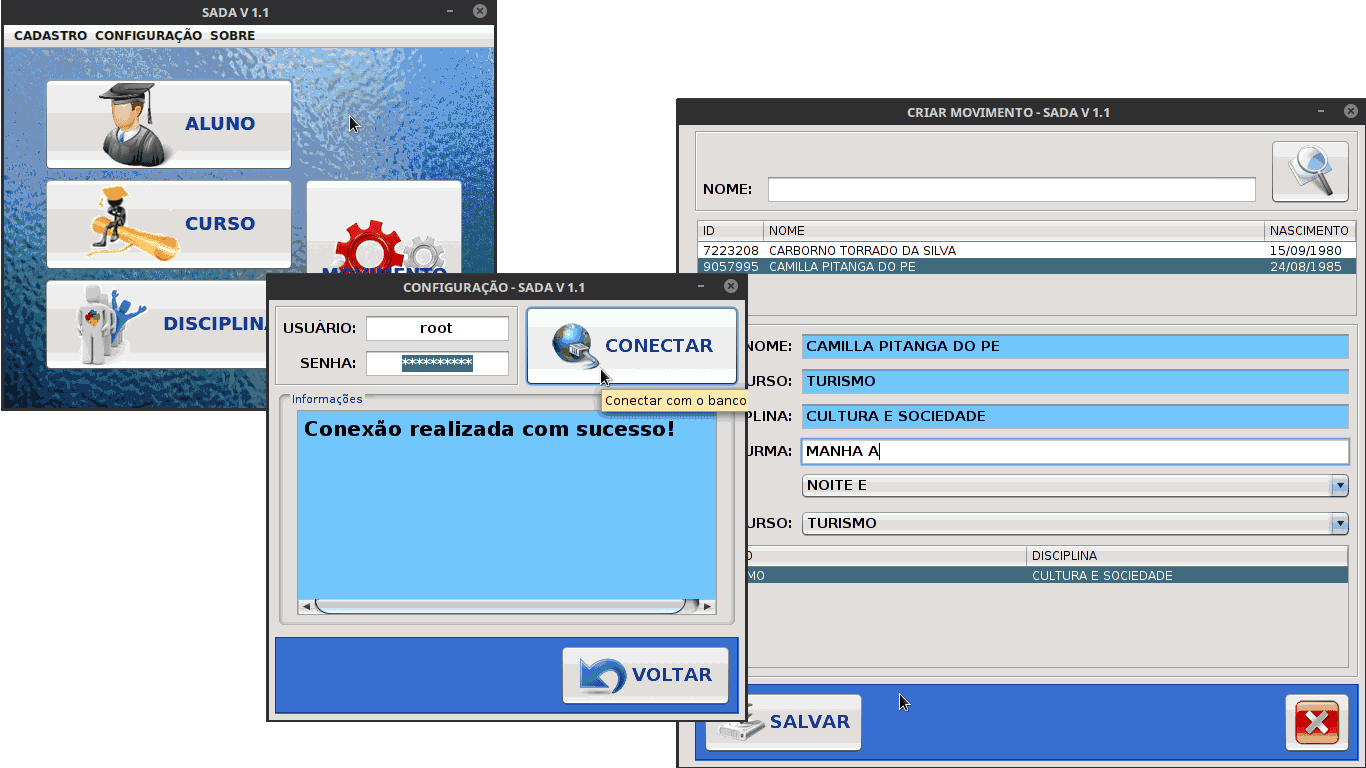 SADA V 1.1
CADASTRO CONFIGURAÇÃO SOBRE
ALUNO
CURSO
MOVIMENTO
DISCIPLINA
CONFIGURAÇÃO - SADA V 1.1
USUÁRIO: root
SENHA: **********
CONECTAR
Conectar com o banco
Informações
Conexão realizada com sucesso!
VOLTAR
CRIAR MOVIMENTO - SADA V 1.1
NOME:
ID NOME NASCIMENTO
7223208 CARBORNO TORRADO DA SILVA 15/09/1980
9057995 CAMILLA PITANGA DO PE 24/08/1985
NOME: CAMILLA PITANGA DO PE
URSO: TURISMO
PLINA: CULTURA E SOCIEDADE
URMA: MANHA A
NOITE E
URSO: TURISMO
O DISCIPLINA
MO CULTURA E SOCIEDADE
SALVAR